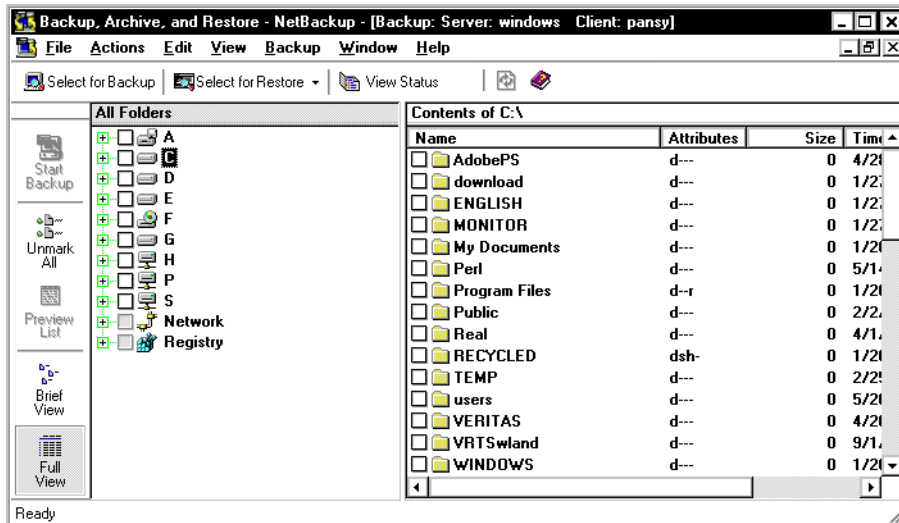 Backup, Archive, and Restore - NetBackup - [Backup: Server: windows Client: pansy]
File Actions Edit View Backup Window Help
Select for Backup Select for Restore View Status
All Folders
Contents of C:\
Start Backup
Unmark All
Preview List
Brief View
Full View
A
C
D
E
F
G
H
P
S
Network
Registry
Name Attributes Size
AdobePS d--- 0
download d--- 0
ENGLISH d--- 0
MONITOR d--- 0
My Documents d--- 0
Perl d--- 0
Program Files d--r 0
Public d--- 0
Real d--- 0
RECYCLED dsh- 0
TEMP d--- 0
users d--- 0
VERITAS d--- 0
VRTSwland d--- 0
WINDOWS d--- 0
Ready